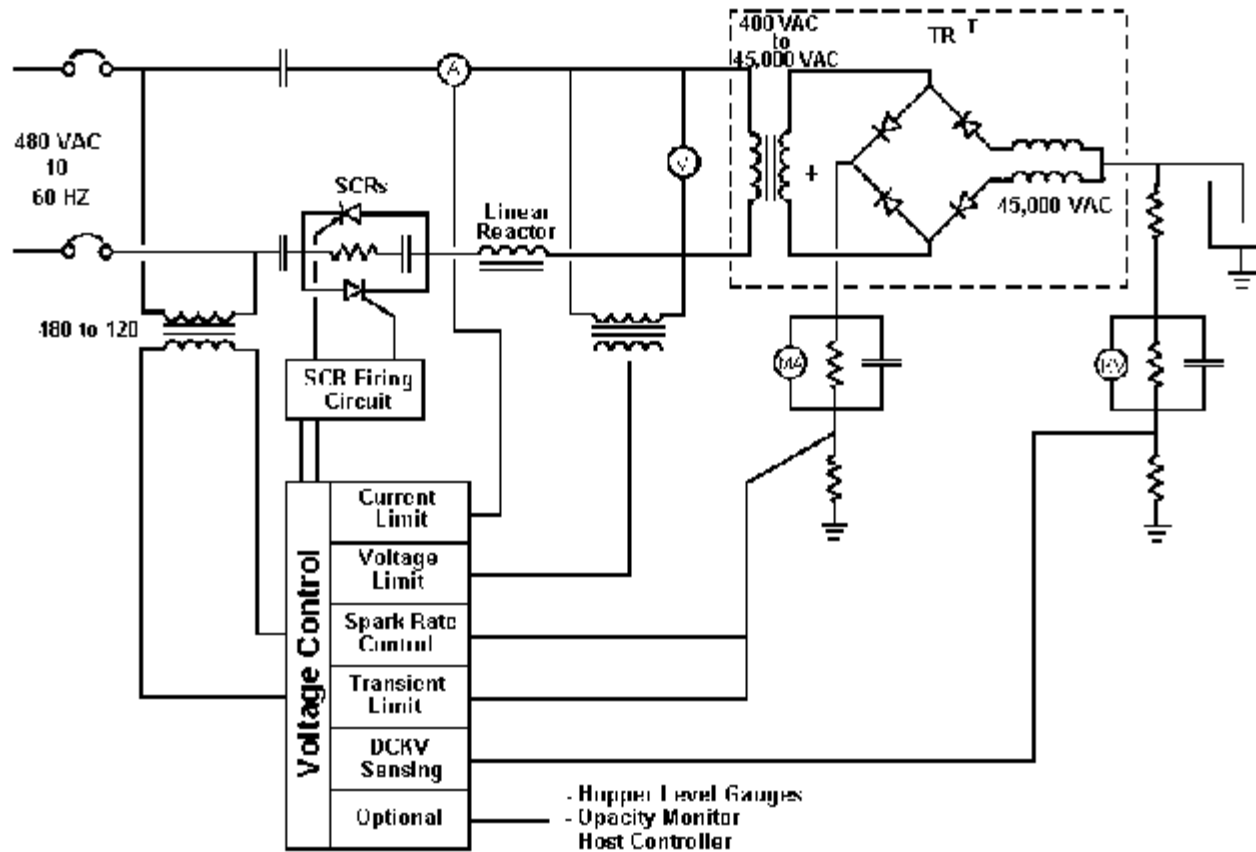 400 VAC
to
45,000 VAC
TR T
A
480 VAC
10
60 HZ
V
+
SCRs
Linear
Reactor
45,000 VAC
480 to 120
MA
KV
SCR Firing
Circuit
Voltage Control
Current
Limit
Voltage
Limit
Spark Rate
Control
Transient
Limit
DCKV
Sensing
Optional
- Hopper Level Gauges
- Opacity Monitor
Host Controller